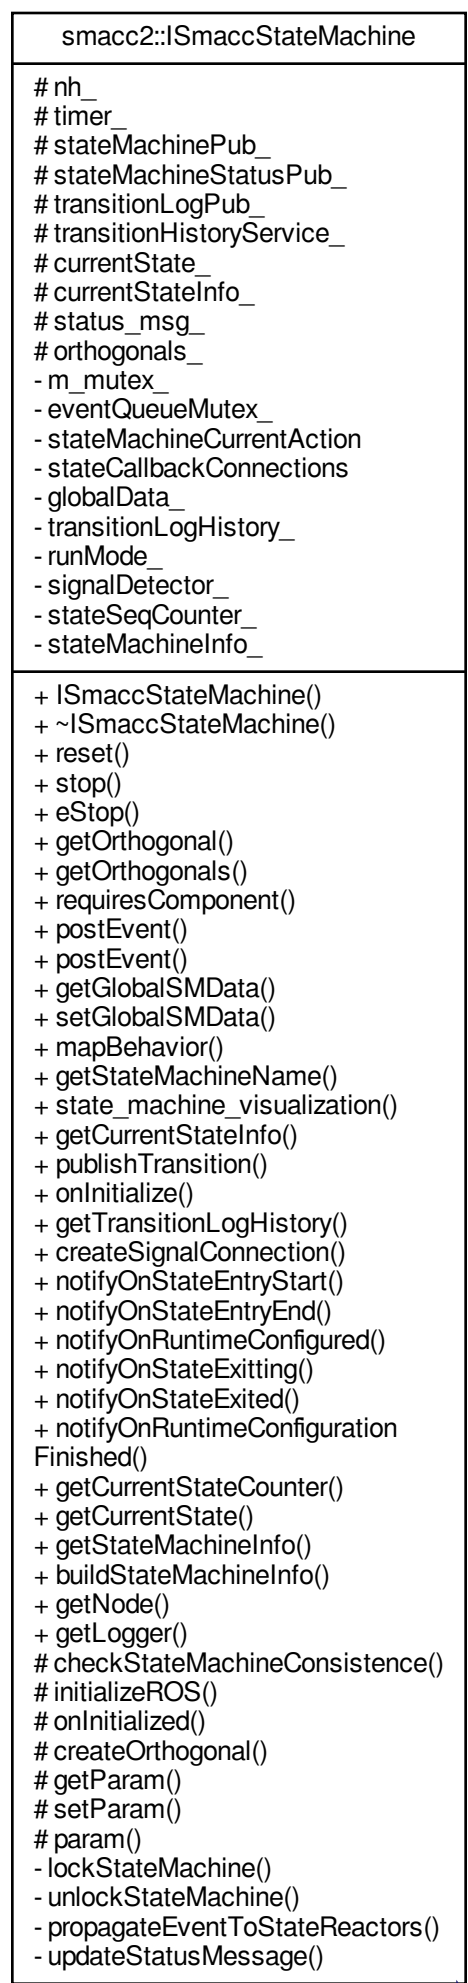 smacc2::ISmaccStateMachine
# nh_
# timer_
# stateMachinePub_
# stateMachineStatusPub_
# transitionLogPub_
# transitionHistoryService_
# currentState_
# currentStateInfo_
# status_msg_
# orthogonals_
- m_mutex_
- eventQueueMutex_
- stateMachineCurrentAction
- stateCallbackConnections
- globalData_
- transitionLogHistory_
- runMode_
- signalDetector_
- stateSeqCounter_
- stateMachineInfo_
+ ISmaccStateMachine()
+ ~ISmaccStateMachine()
+ reset()
+ stop()
+ eStop()
+ getOrthogonal()
+ getOrthogonals()
+ requiresComponent()
+ postEvent()
+ postEvent()
+ getGlobalSMData()
+ setGlobalSMData()
+ mapBehavior()
+ getStateMachineName()
+ state_machine_visualization()
+ getCurrentStateInfo()
+ publishTransition()
+ onInitialize()
+ getTransitionLogHistory()
+ createSignalConnection()
+ notifyOnStateEntryStart()
+ notifyOnStateEntryEnd()
+ notifyOnRuntimeConfigured()
+ notifyOnStateExitting()
+ notifyOnStateExited()
+ notifyOnRuntimeConfiguration
Finished()
+ getCurrentStateCounter()
+ getCurrentState()
+ getStateMachineInfo()
+ buildStateMachineInfo()
+ getNode()
+ getLogger()
# checkStateMachineConsistence()
# initializeROS()
# onInitialized()
# createOrthogonal()
# getParam()
# setParam()
# param()
- lockStateMachine()
- unlockStateMachine()
- propagateEventToStateReactors()
- updateStatusMessage()